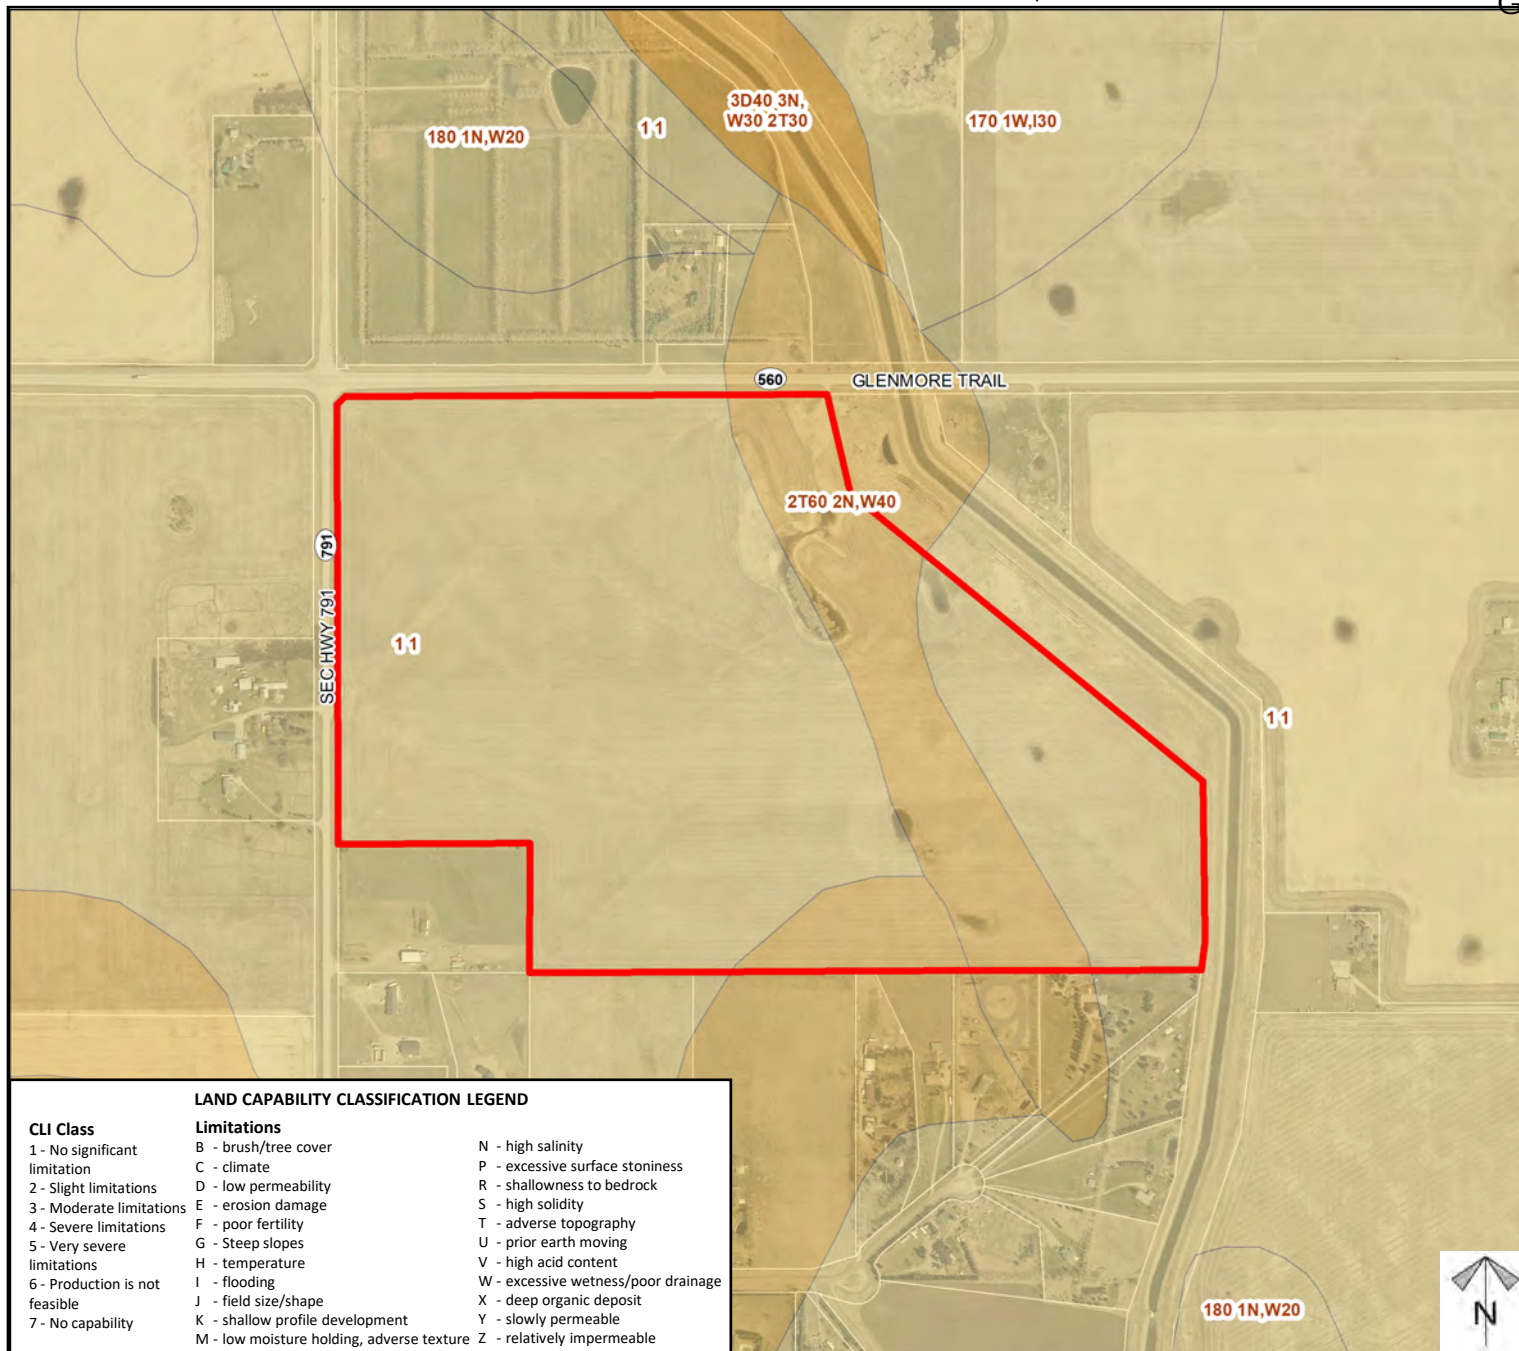 3D40 3N,
W30 2T30
180 1N,W20
1 1
170 1W,I30
560
GLENMORE TRAIL
2T60 2N,W40
791
SEC HWY 791
1 1
1 1
180 1N,W20
N
LAND CAPABILITY CLASSIFICATION LEGEND
CLI Class
1 - No significant
limitation
2 - Slight limitations
3 - Moderate limitations
4 - Severe limitations
5 - Very severe
limitations
6 - Production is not
feasible
7 - No capability
Limitations
B - brush/tree cover
C - climate
D - low permeability
E - erosion damage
F - poor fertility
G - Steep slopes
H - temperature
I - flooding
J - field size/shape
K - shallow profile development
M - low moisture holding, adverse texture
N - high salinity
P - excessive surface stoniness
R - shallowness to bedrock
S - high solidity
T - adverse topography
U - prior earth moving
V - high acid content
W - excessive wetness/poor drainage
X - deep organic deposit
Y - slowly permeable
Z - relatively impermeable